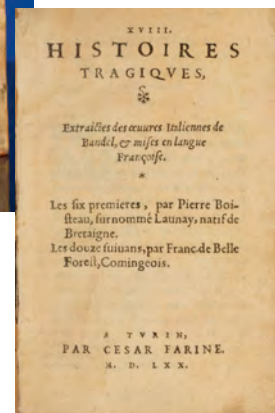 XVIII.
HISTOIRES
TRAGIQVES,
Extraictes des œuures Italiennes de
Bandel, & mises en langue
Françoise.
*
Les six premieres, par Pierre Boi-
steau, surnommé Launay, natif de
Bretaigne.
Les douze suiuans, par Franc. de Belle
Forest, Comingeois.
A TVRIN,
PAR CESAR FARINE.
M. D. LXX.